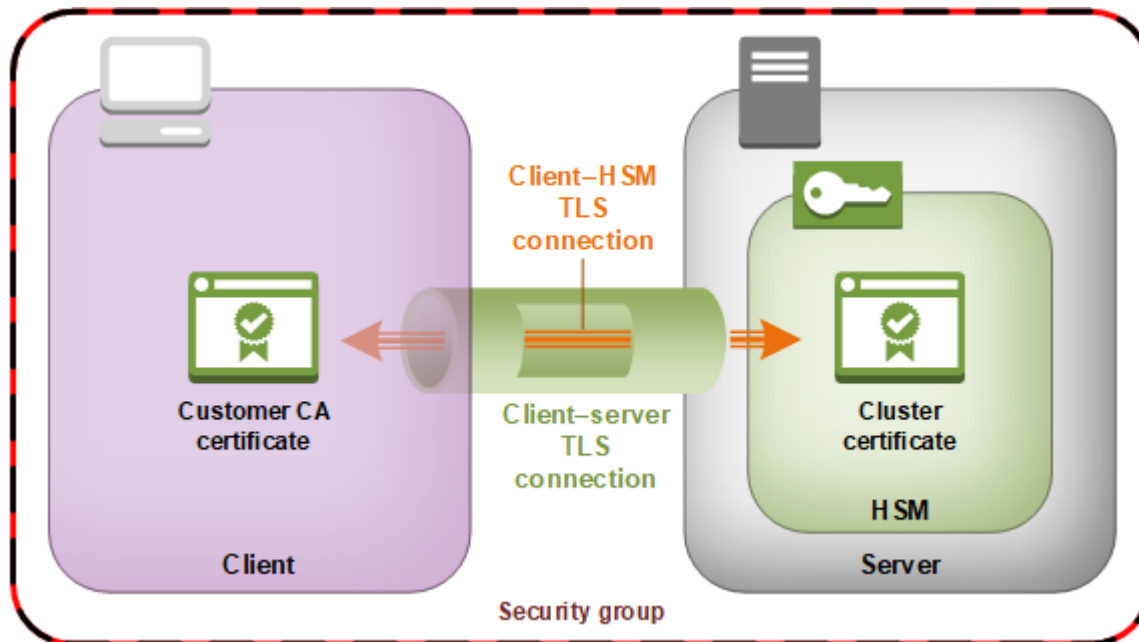 Client–HSM
TLS
connection
Customer CA
certificate
Client–server
TLS
connection
Cluster
certificate
HSM
Client
Server
Security group